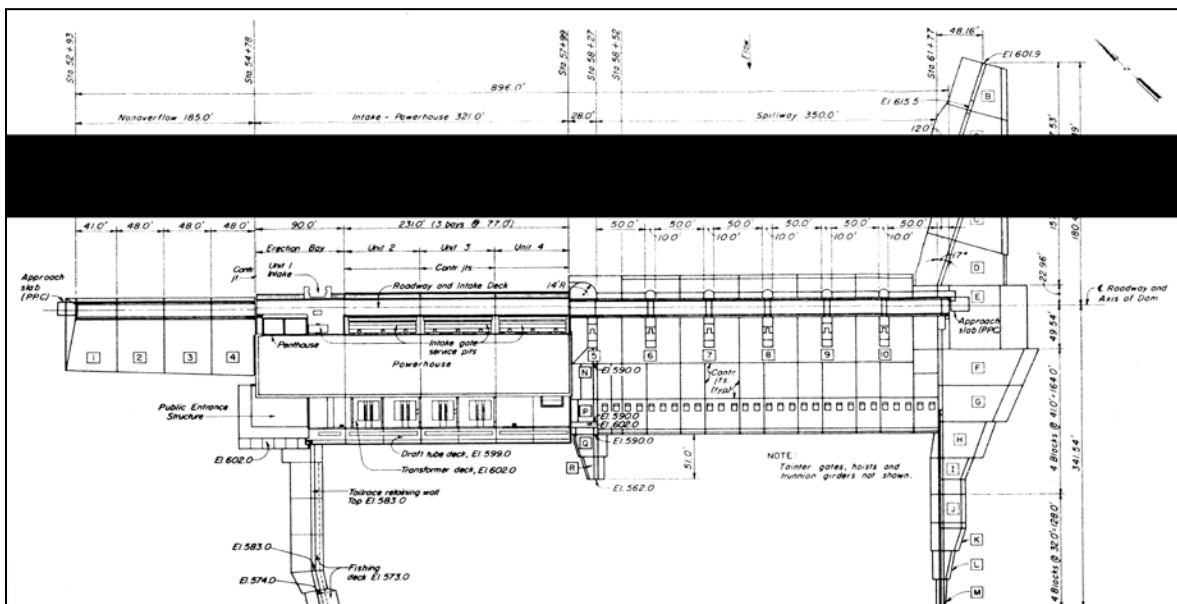 Sta. 52+93
Sta. 54+78
Sta 57+99
Sta. 58+27
Sta. 58+52
Sta. 61+77
Flow
48.16'
El.601.9
B
896.0'
El.615.5
Nonoverflow 185.0'
Intake - Powerhouse 321.0'
28.0'
Spillway 350.0'
12.0'
41.0'
48.0'
48.0'
48.0'
90.0'
231.0' (3 bays @ 77.0')
50.0'
50.0'
50.0'
50.0'
50.0'
50.0'
10.0'
10.0'
10.0'
10.0'
10.0'
Erection Bay
Unit 2
Unit 3
Unit 4
Contr jts.
Contr
jt.
Unit 1
Intake
D
17°
22.96'
Approach
slab
(PPC)
Roadway and Intake Deck
14'R
E
℄ Roadway and
Axis of Dam
Approach
slab (PPC)
49.54'
Penthouse
Intake gate
service pits
1
2
3
4
5
6
7
8
9
10
Powerhouse
N
El.590.0
Contr
jts.
(typ)
F
G
4 Blocks @ 41.0'=164.0'
Public Entrance
Structure
P
El.590.0
El.602.0
Q
El.590.0
H
El.602.0
Draft tube deck, El.599.0
Transformer deck, El.602.0
R
51.0'
El.562.0
NOTE:
Tainter gates, hoists and
trunnion girders not shown.
I
341.54'
Tailrace retaining wall
Top El.583.0
J
El.583.0
K
El.574.0
Fishing
deck El.573.0
L
M
4 Blocks @ 32.0'=128.0'